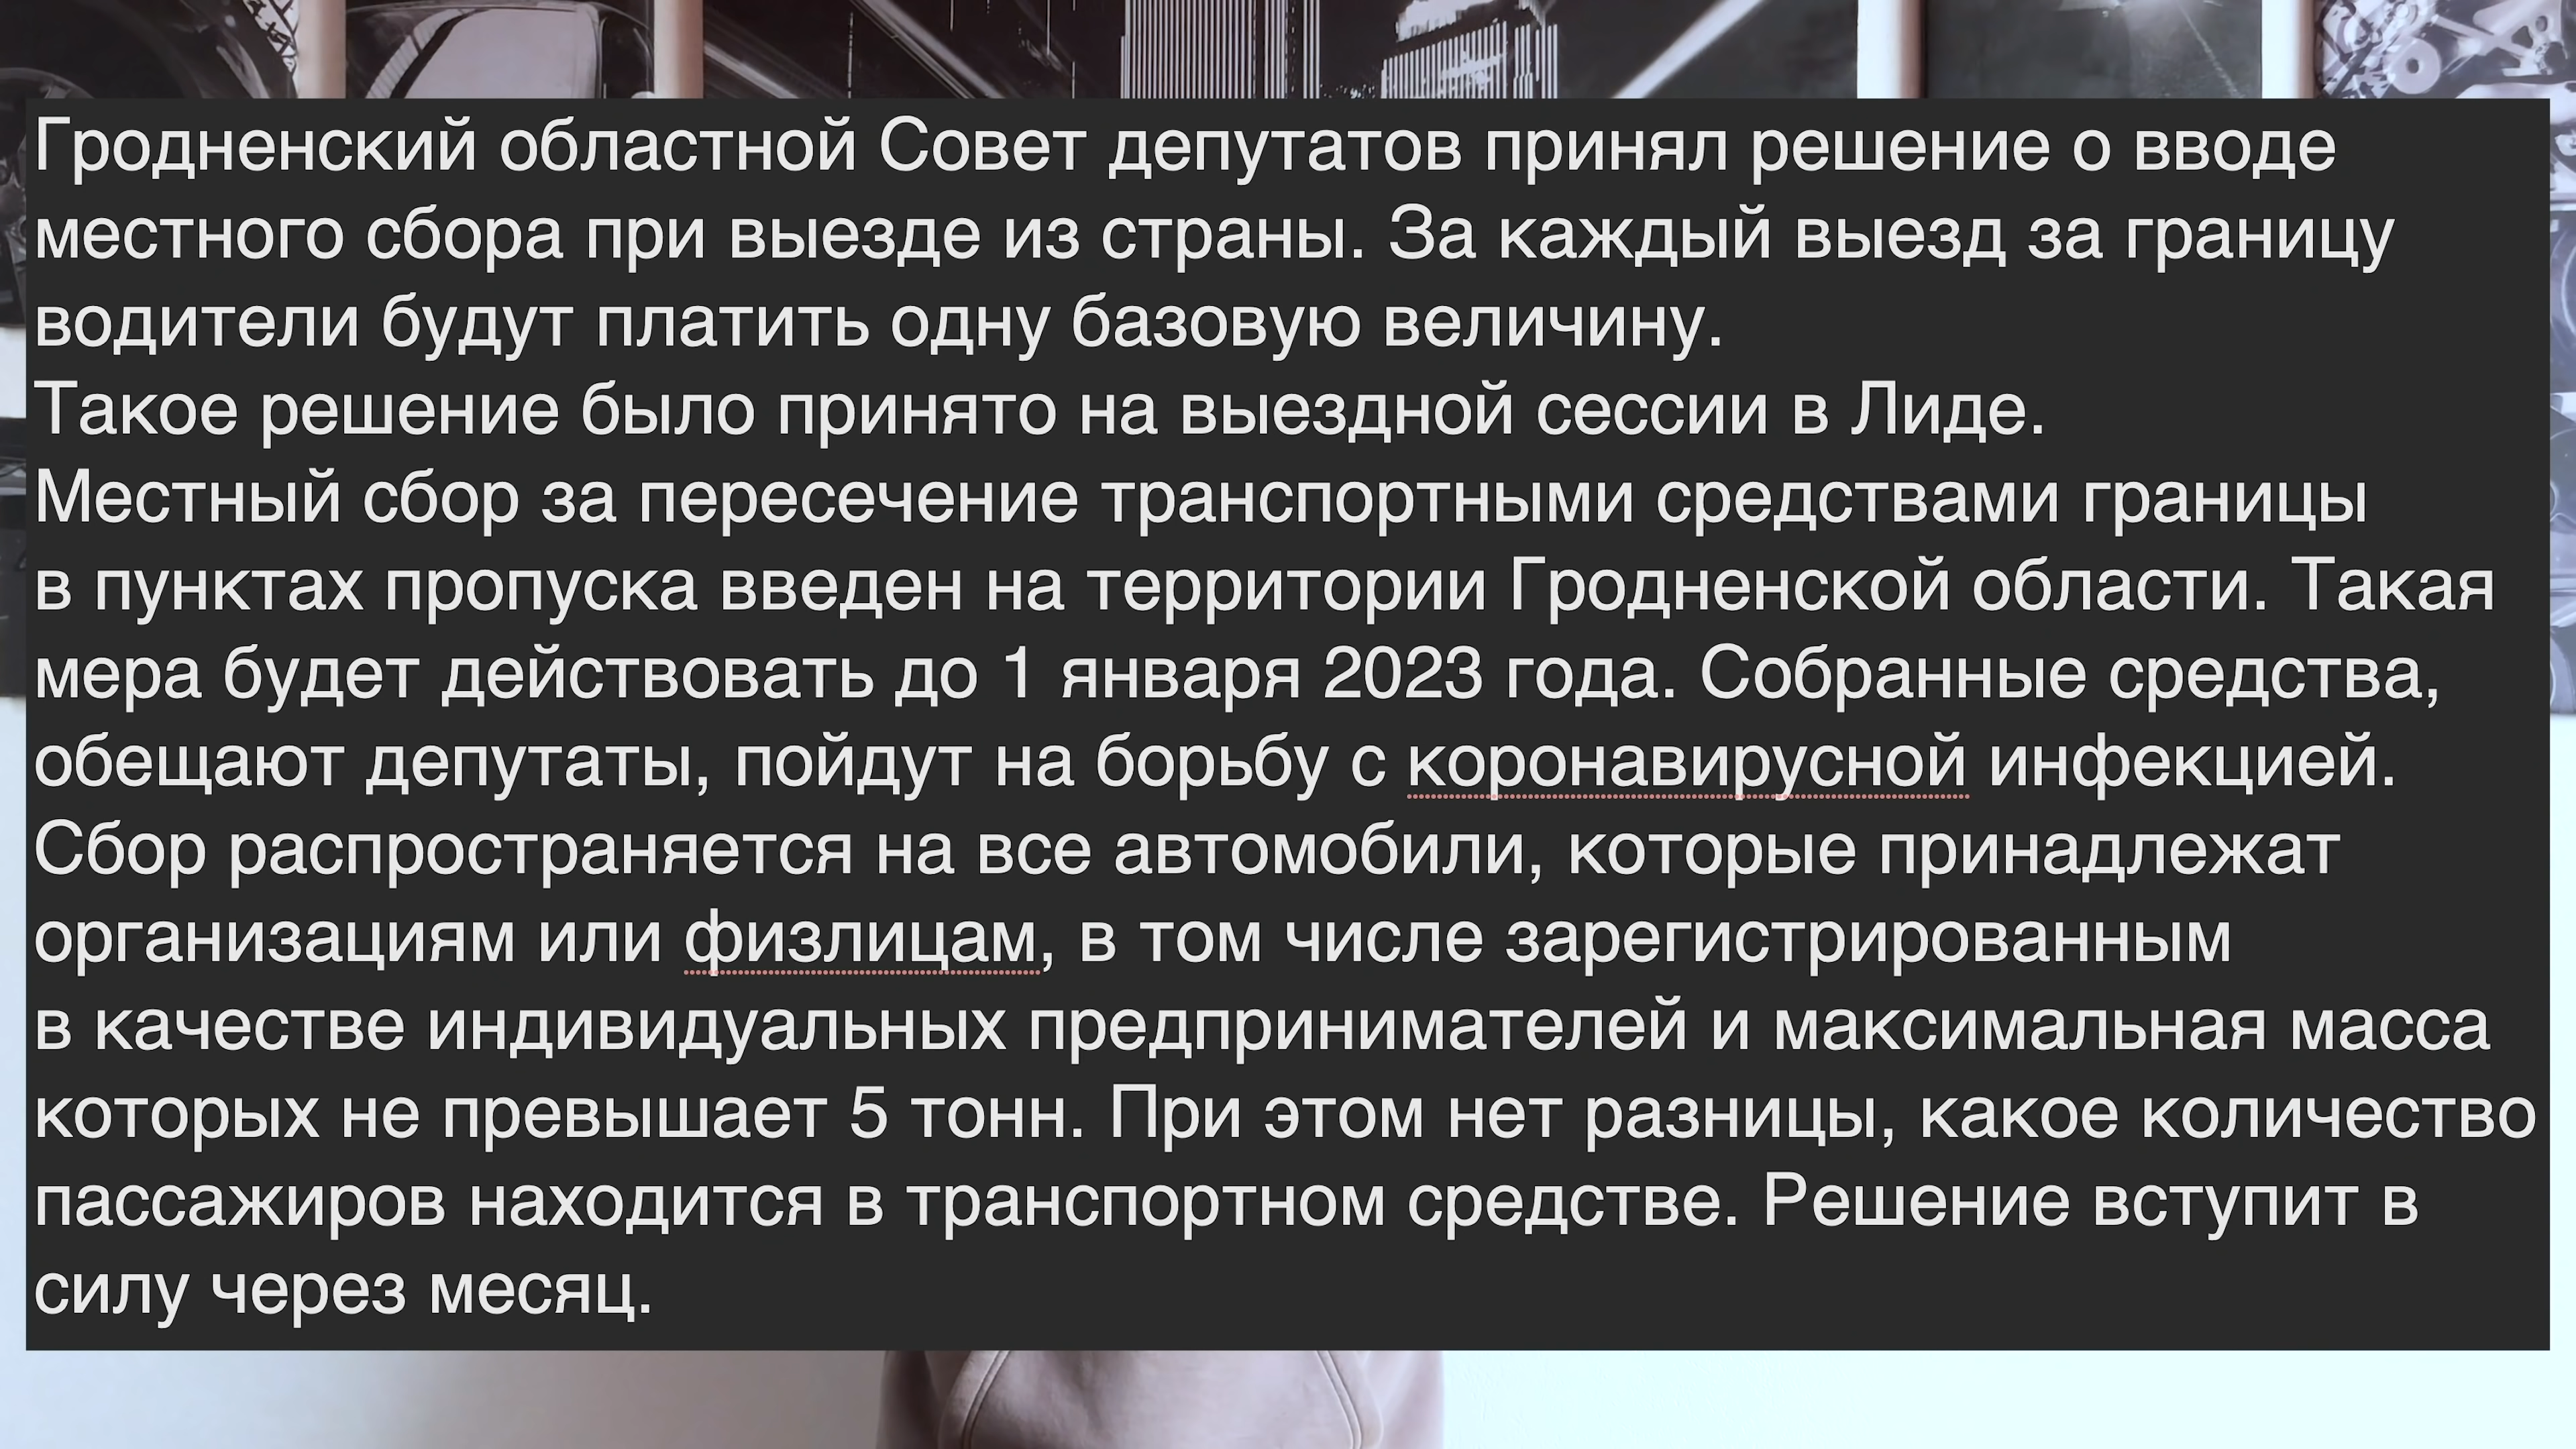 Гродненский областной Совет депутатов принял решение о вводе
местного сбора при выезде из страны. За каждый выезд за границу
водители будут платить одну базовую величину.
Такое решение было принято на выездной сессии в Лиде.
Местный сбор за пересечение транспортными средствами границы
в пунктах пропуска введен на территории Гродненской области. Такая
мера будет действовать до 1 января 2023 года. Собранные средства,
обещают депутаты, пойдут на борьбу с коронавирусной инфекцией.
Сбор распространяется на все автомобили, которые принадлежат
организациям или физлицам, в том числе зарегистрированным
в качестве индивидуальных предпринимателей и максимальная масса
которых не превышает 5 тонн. При этом нет разницы, какое количество
пассажиров находится в транспортном средстве. Решение вступит в
силу через месяц.